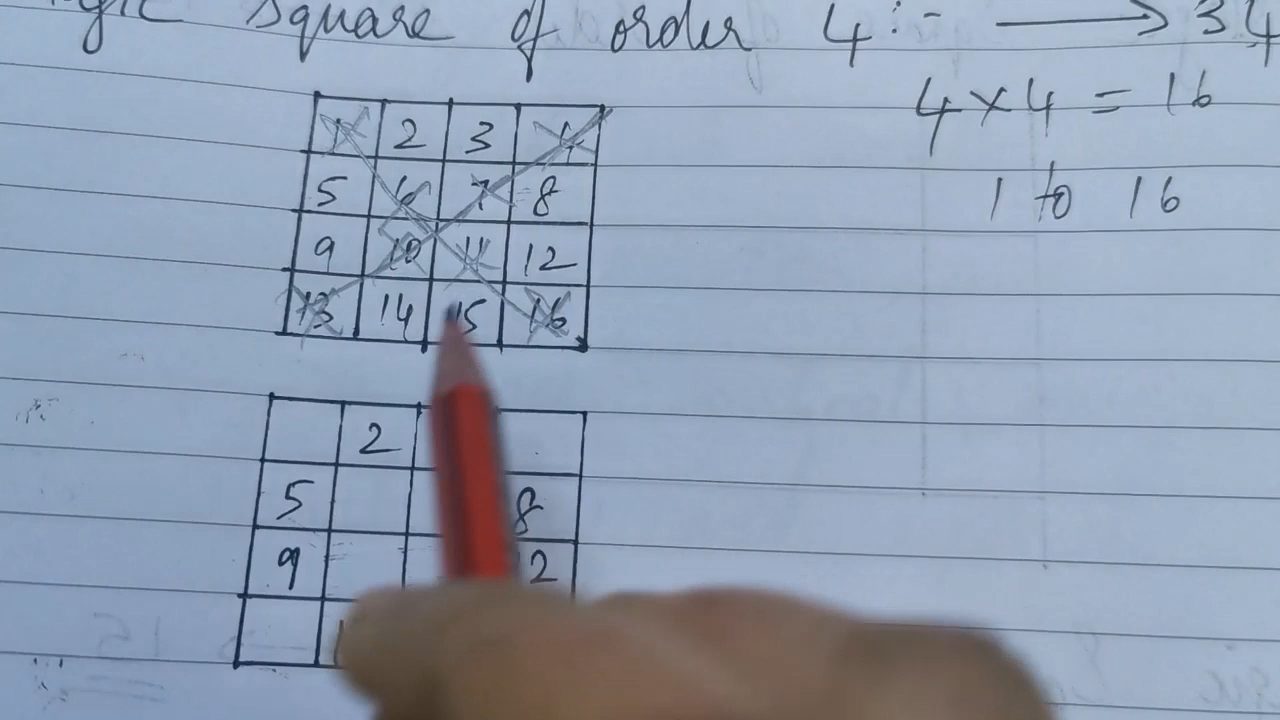 square of order 4:- → 34
4 × 4 = 16
1 to 16
1 2 3 4
5 6 7 8
9 10 11 12
13 14 15 16
2
5 8
9